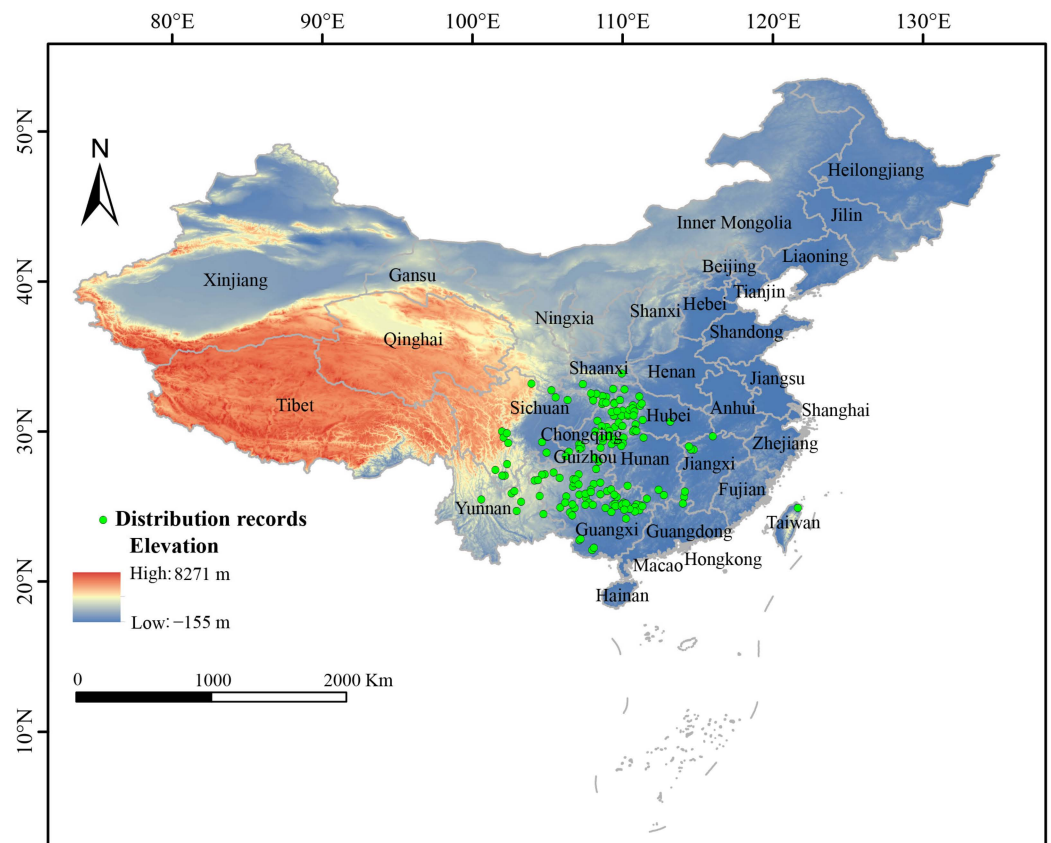 80°E 90°E 100°E 110°E 120°E 130°E
50°N
40°N
30°N
20°N
10°N
N
Heilongjiang
Jilin
Inner Mongolia
Liaoning
Beijing
Xinjiang
Gansu
Tianjin
Hebei
Shanxi
Ningxia
Shandong
Qinghai
Shaanxi
Henan
Jiangsu
Tibet
Sichuan
Hubei
Anhui
Shanghai
Chongqing
Zhejiang
Guizhou
Hunan
Jiangxi
Fujian
Yunnan
Guangxi
Guangdong
Taiwan
Macao
Hongkong
Hainan
Distribution records
Elevation
High: 8271 m
Low: −155 m
0 1000 2000 Km